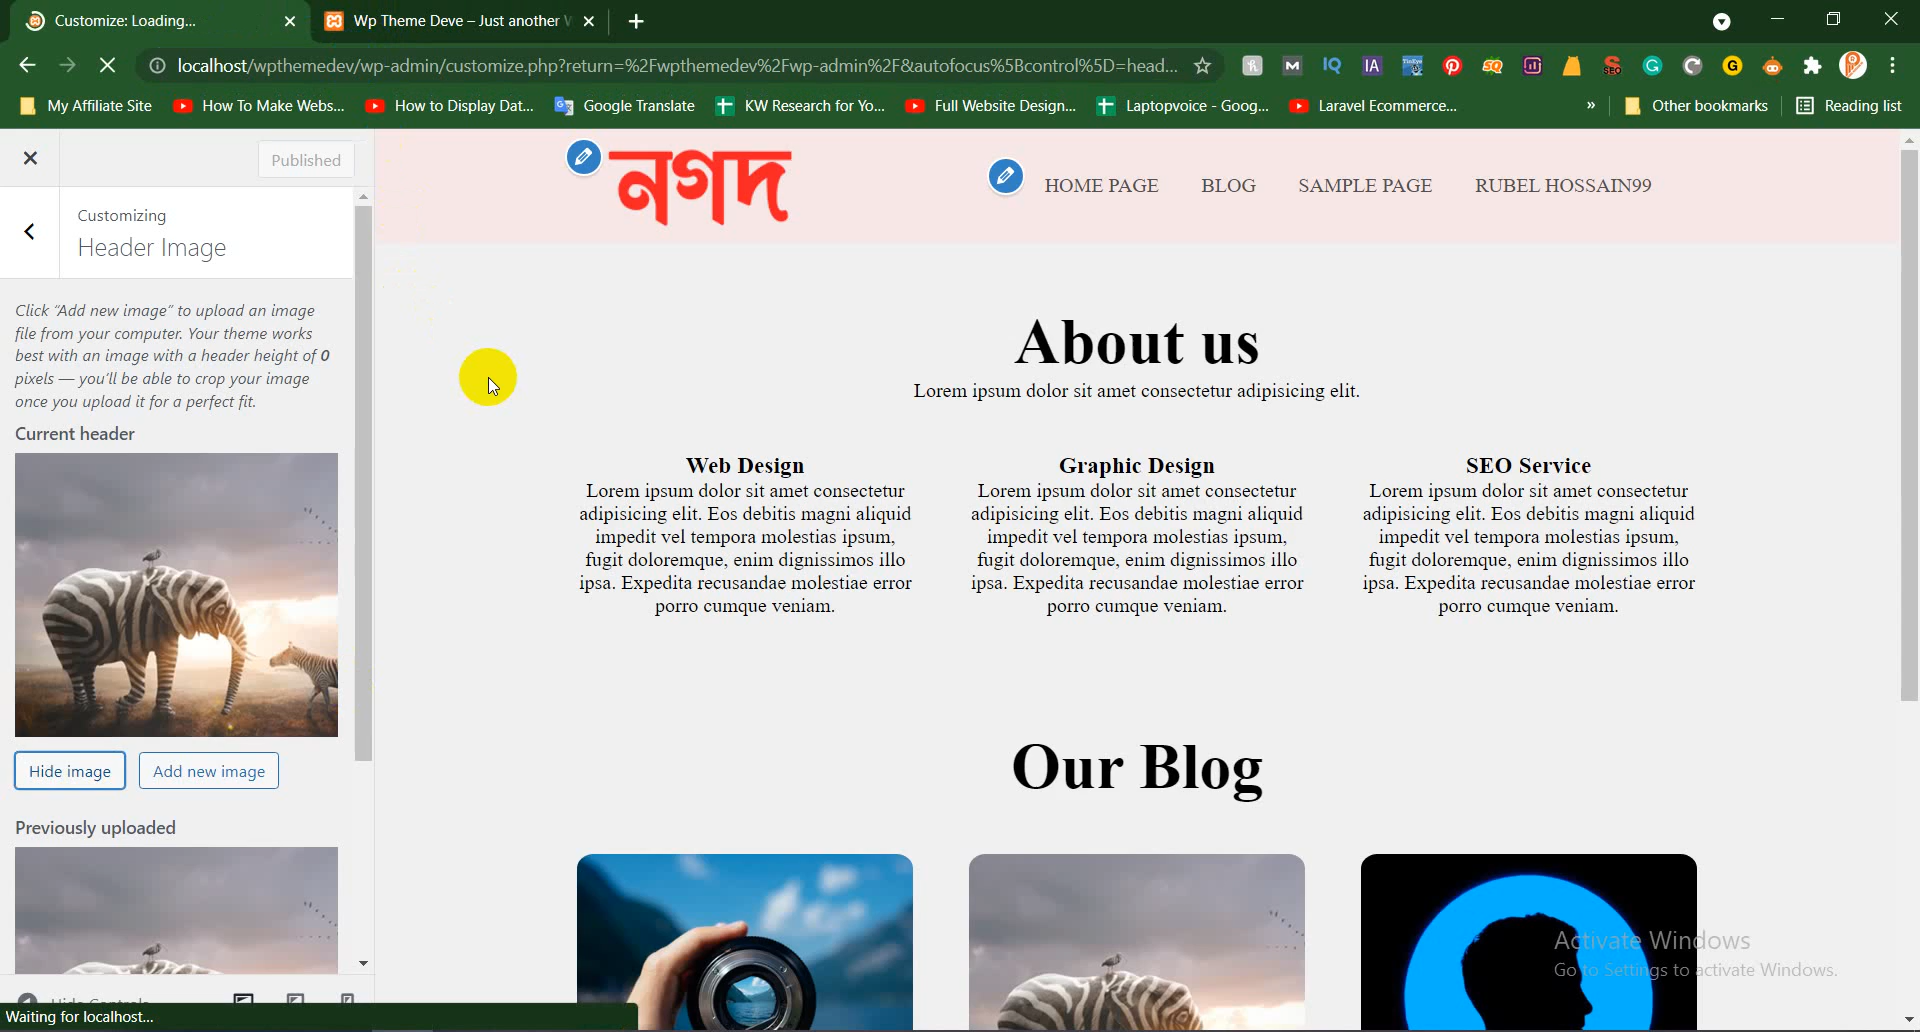 Customize: Loading...
Wp Theme Deve – Just another W
localhost/wpthemedev/wp-admin/customize.php?return=%2Fwpthemedev%2Fwp-admin%2F&autofocus%5Bcontrol%5D=head...
My Affiliate Site
How To Make Webs...
How to Display Dat...
Google Translate
KW Research for Yo...
Full Website Design...
Laptopvoice - Goog...
Laravel Ecommerce...
»
Other bookmarks
Reading list
Published
Customizing
Header Image
Click “Add new image” to upload an image
file from your computer. Your theme works
best with an image with a header height of 0
pixels — you’ll be able to crop your image
once you upload it for a perfect fit.
Current header
Hide image
Add new image
Previously uploaded
Hide Controls
Waiting for localhost...
নগদ
HOME PAGE
BLOG
SAMPLE PAGE
RUBEL HOSSAIN99
About us
Lorem ipsum dolor sit amet consectetur adipisicing elit.
Web Design
Lorem ipsum dolor sit amet consectetur
adipisicing elit. Eos debitis magni aliquid
impedit vel tempora molestias ipsum,
fugit doloremque, enim dignissimos illo
ipsa. Expedita recusandae molestiae error
porro cumque veniam.
Graphic Design
Lorem ipsum dolor sit amet consectetur
adipisicing elit. Eos debitis magni aliquid
impedit vel tempora molestias ipsum,
fugit doloremque, enim dignissimos illo
ipsa. Expedita recusandae molestiae error
porro cumque veniam.
SEO Service
Lorem ipsum dolor sit amet consectetur
adipisicing elit. Eos debitis magni aliquid
impedit vel tempora molestias ipsum,
fugit doloremque, enim dignissimos illo
ipsa. Expedita recusandae molestiae error
porro cumque veniam.
Our Blog
Activate Windows
Go to Settings to activate Windows.